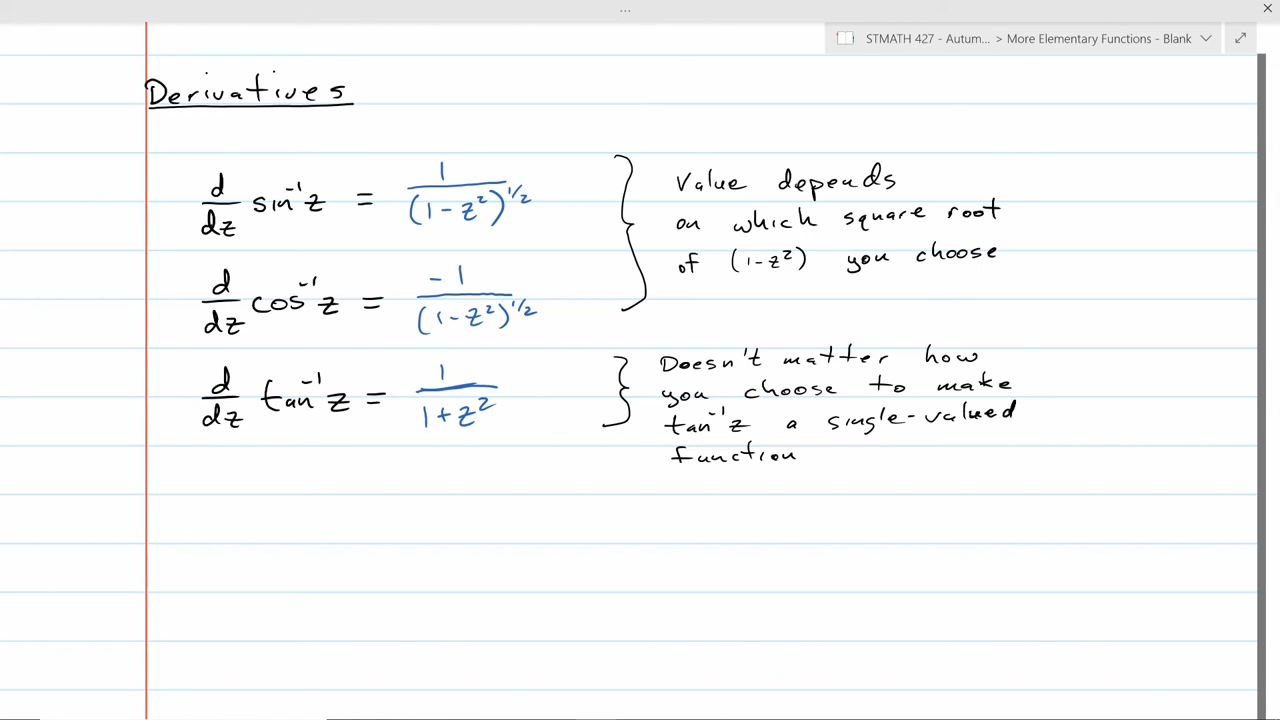 ...
STMATH 427 - Autum... > More Elementary Functions - Blank
Derivatives
d/dz sin⁻¹z = 1/(1-z²)^1/2
Value depends
on which square root
of (1-z²) you choose
d/dz cos⁻¹z = -1/(1-z²)^1/2
d/dz tan⁻¹z = 1/1+z²
Doesn't matter how
you choose to make
tan⁻¹z a single-valued
function